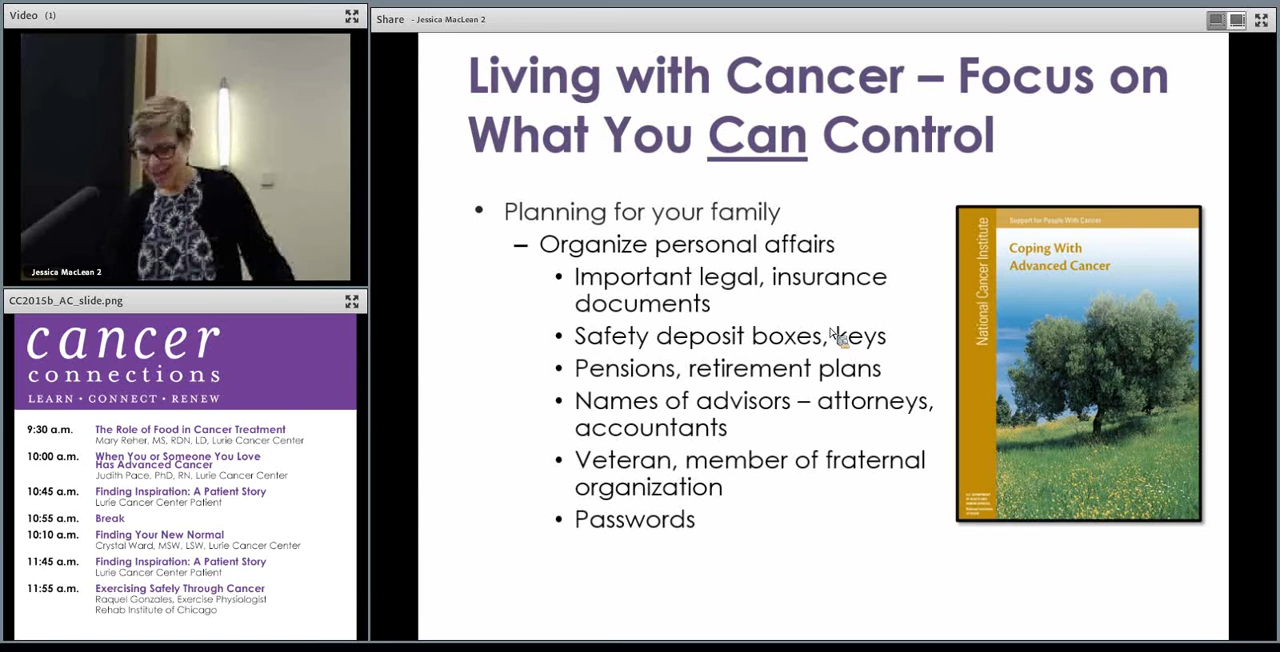 Video (1)
Share - Jessica MacLean 2
Jessica MacLean 2
CC2015b_AC_slide.png
cancer
connections
LEARN • CONNECT • RENEW
9:30 a.m. The Role of Food in Cancer Treatment
Mary Reher, MS, RDN, LD, Lurie Cancer Center
10:00 a.m. When You or Someone You Love
Has Advanced Cancer
Judith Pace, PhD, RN, Lurie Cancer Center
10:45 a.m. Finding Inspiration: A Patient Story
Lurie Cancer Center Patient
10:55 a.m. Break
10:10 a.m. Finding Your New Normal
Crystal Ward, MSW, LSW, Lurie Cancer Center
11:45 a.m. Finding Inspiration: A Patient Story
Lurie Cancer Center Patient
11:55 a.m. Exercising Safely Through Cancer
Raquel Gonzales, Exercise Physiologist
Rehab Institute of Chicago
Living with Cancer – Focus on
What You Can Control
• Planning for your family
– Organize personal affairs
• Important legal, insurance
documents
• Safety deposit boxes, keys
• Pensions, retirement plans
• Names of advisors – attorneys,
accountants
• Veteran, member of fraternal
organization
• Passwords
National Cancer Institute
Support for People With Cancer
Coping With
Advanced Cancer